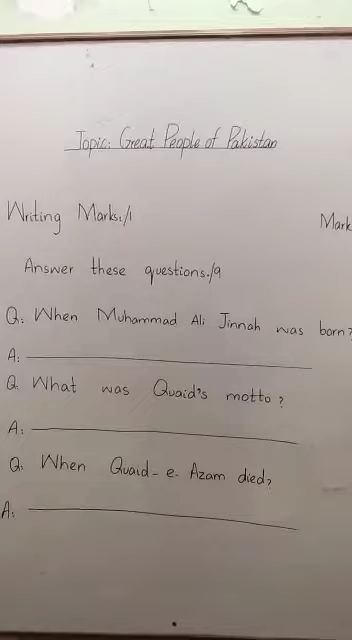 Topic: Great People of Pakistan
Writing Marks:/1 Mark
Answer these questions./9
Q: When Muhammad Ali Jinnah was born?
A:
Q: What was Quaid's motto?
A:
Q: When Quaid-e-Azam died?
A: